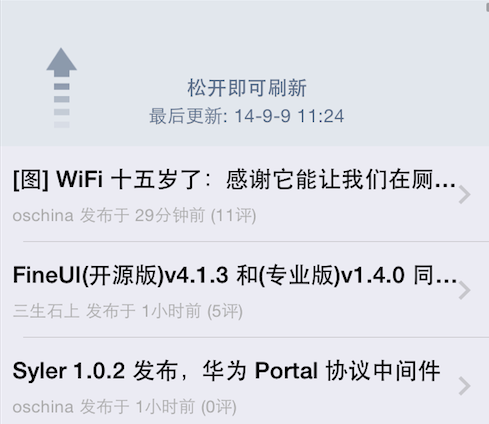 松开即可刷新
最后更新: 14-9-9 11:24
[图] WiFi 十五岁了：感谢它能让我们在厕...
oschina 发布于 29分钟前 (11评)
FineUI(开源版)v4.1.3 和(专业版)v1.4.0 同...
三生石上 发布于 1小时前 (5评)
Syler 1.0.2 发布，华为 Portal 协议中间件
oschina 发布于 1小时前 (0评)